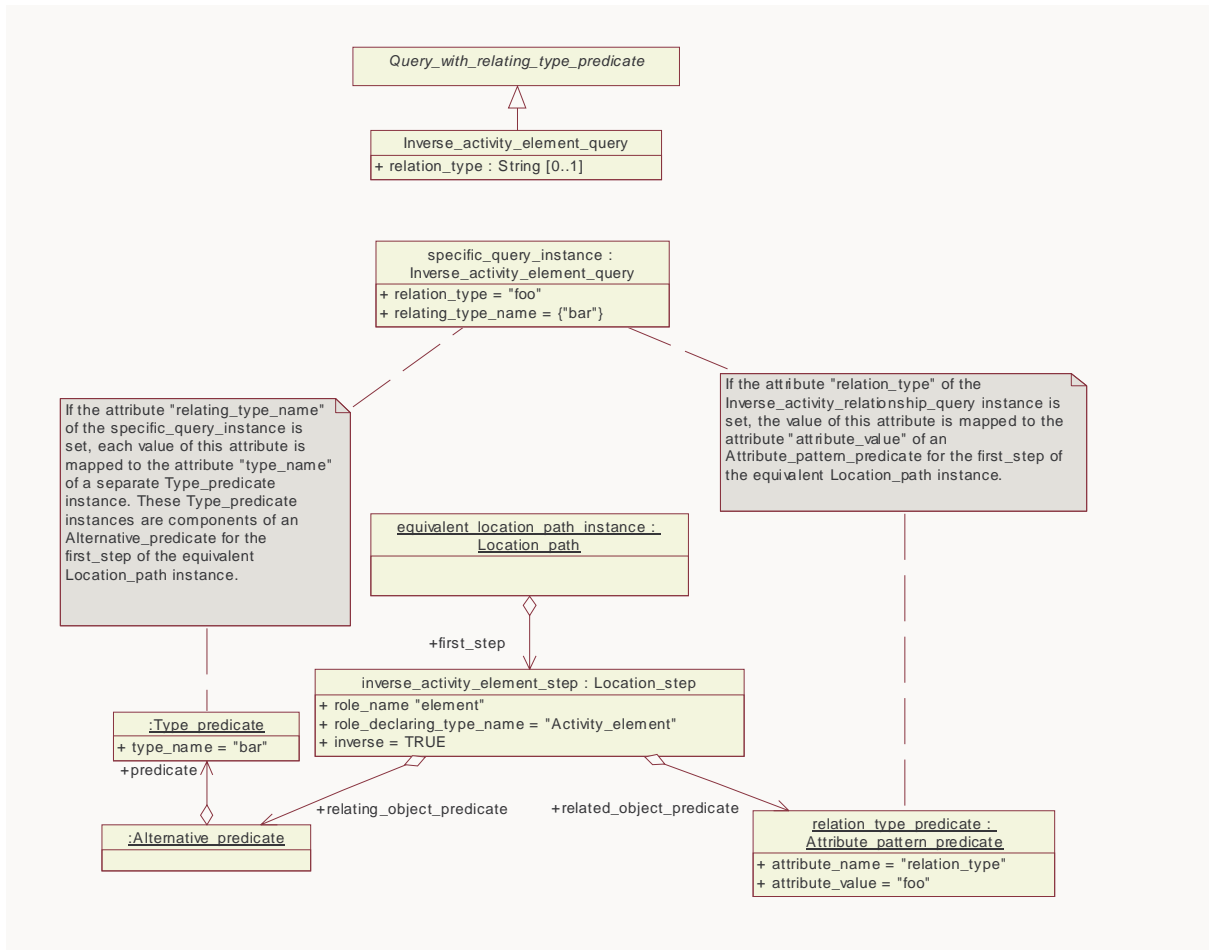 Query_with_relating_type_predicate
Inverse_activity_element_query
+ relation_type : String [0..1]
specific_query_instance :
Inverse_activity_element_query
+ relation_type = "foo"
+ relating_type_name = {"bar"}
If the attribute "relating_type_name"
of the specific_query_instance is
set, each value of this attribute is
mapped to the attribute "type_name"
of a separate Type_predicate
instance. These Type_predicate
instances are components of an
Alternative_predicate for the
first_step of the equivalent
Location_path instance.
If the attribute "relation_type" of the
Inverse_activity_relationship_query instance is
set, the value of this attribute is mapped to the
attribute "attribute_value" of an
Attribute_pattern_predicate for the first_step of
the equivalent Location_path instance.
equivalent_location_path_instance :
Location_path
+first_step
inverse_activity_element_step : Location_step
+ role_name "element"
+ role_declaring_type_name = "Activity_element"
+ inverse = TRUE
:Type_predicate
+ type_name = "bar"
+predicate
+relating_object_predicate
+related_object_predicate
:Alternative_predicate
relation_type_predicate :
Attribute_pattern_predicate
+ attribute_name = "relation_type"
+ attribute_value = "foo"